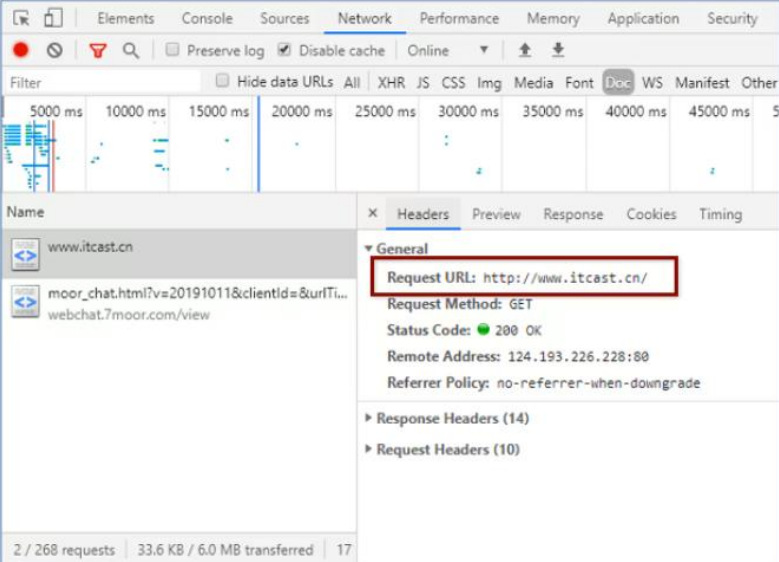 Elements Console Sources Network Performance Memory Application Security
Preserve log Disable cache Online
Filter Hide data URLs All XHR JS CSS Img Media Font Doc WS Manifest Other
5000 ms 10000 ms 15000 ms 20000 ms 25000 ms 30000 ms 35000 ms 40000 ms 45000 ms 5
Name
www.itcast.cn
moor_chat.html?v=20191011&clientId=&urlTi...
webchat.7moor.com/view
2 / 268 requests 33.6 KB / 6.0 MB transferred 17
× Headers Preview Response Cookies Timing
General
Request URL: http://www.itcast.cn/
Request Method: GET
Status Code: 200 OK
Remote Address: 124.193.226.228:80
Referrer Policy: no-referrer-when-downgrade
Response Headers (14)
Request Headers (10)